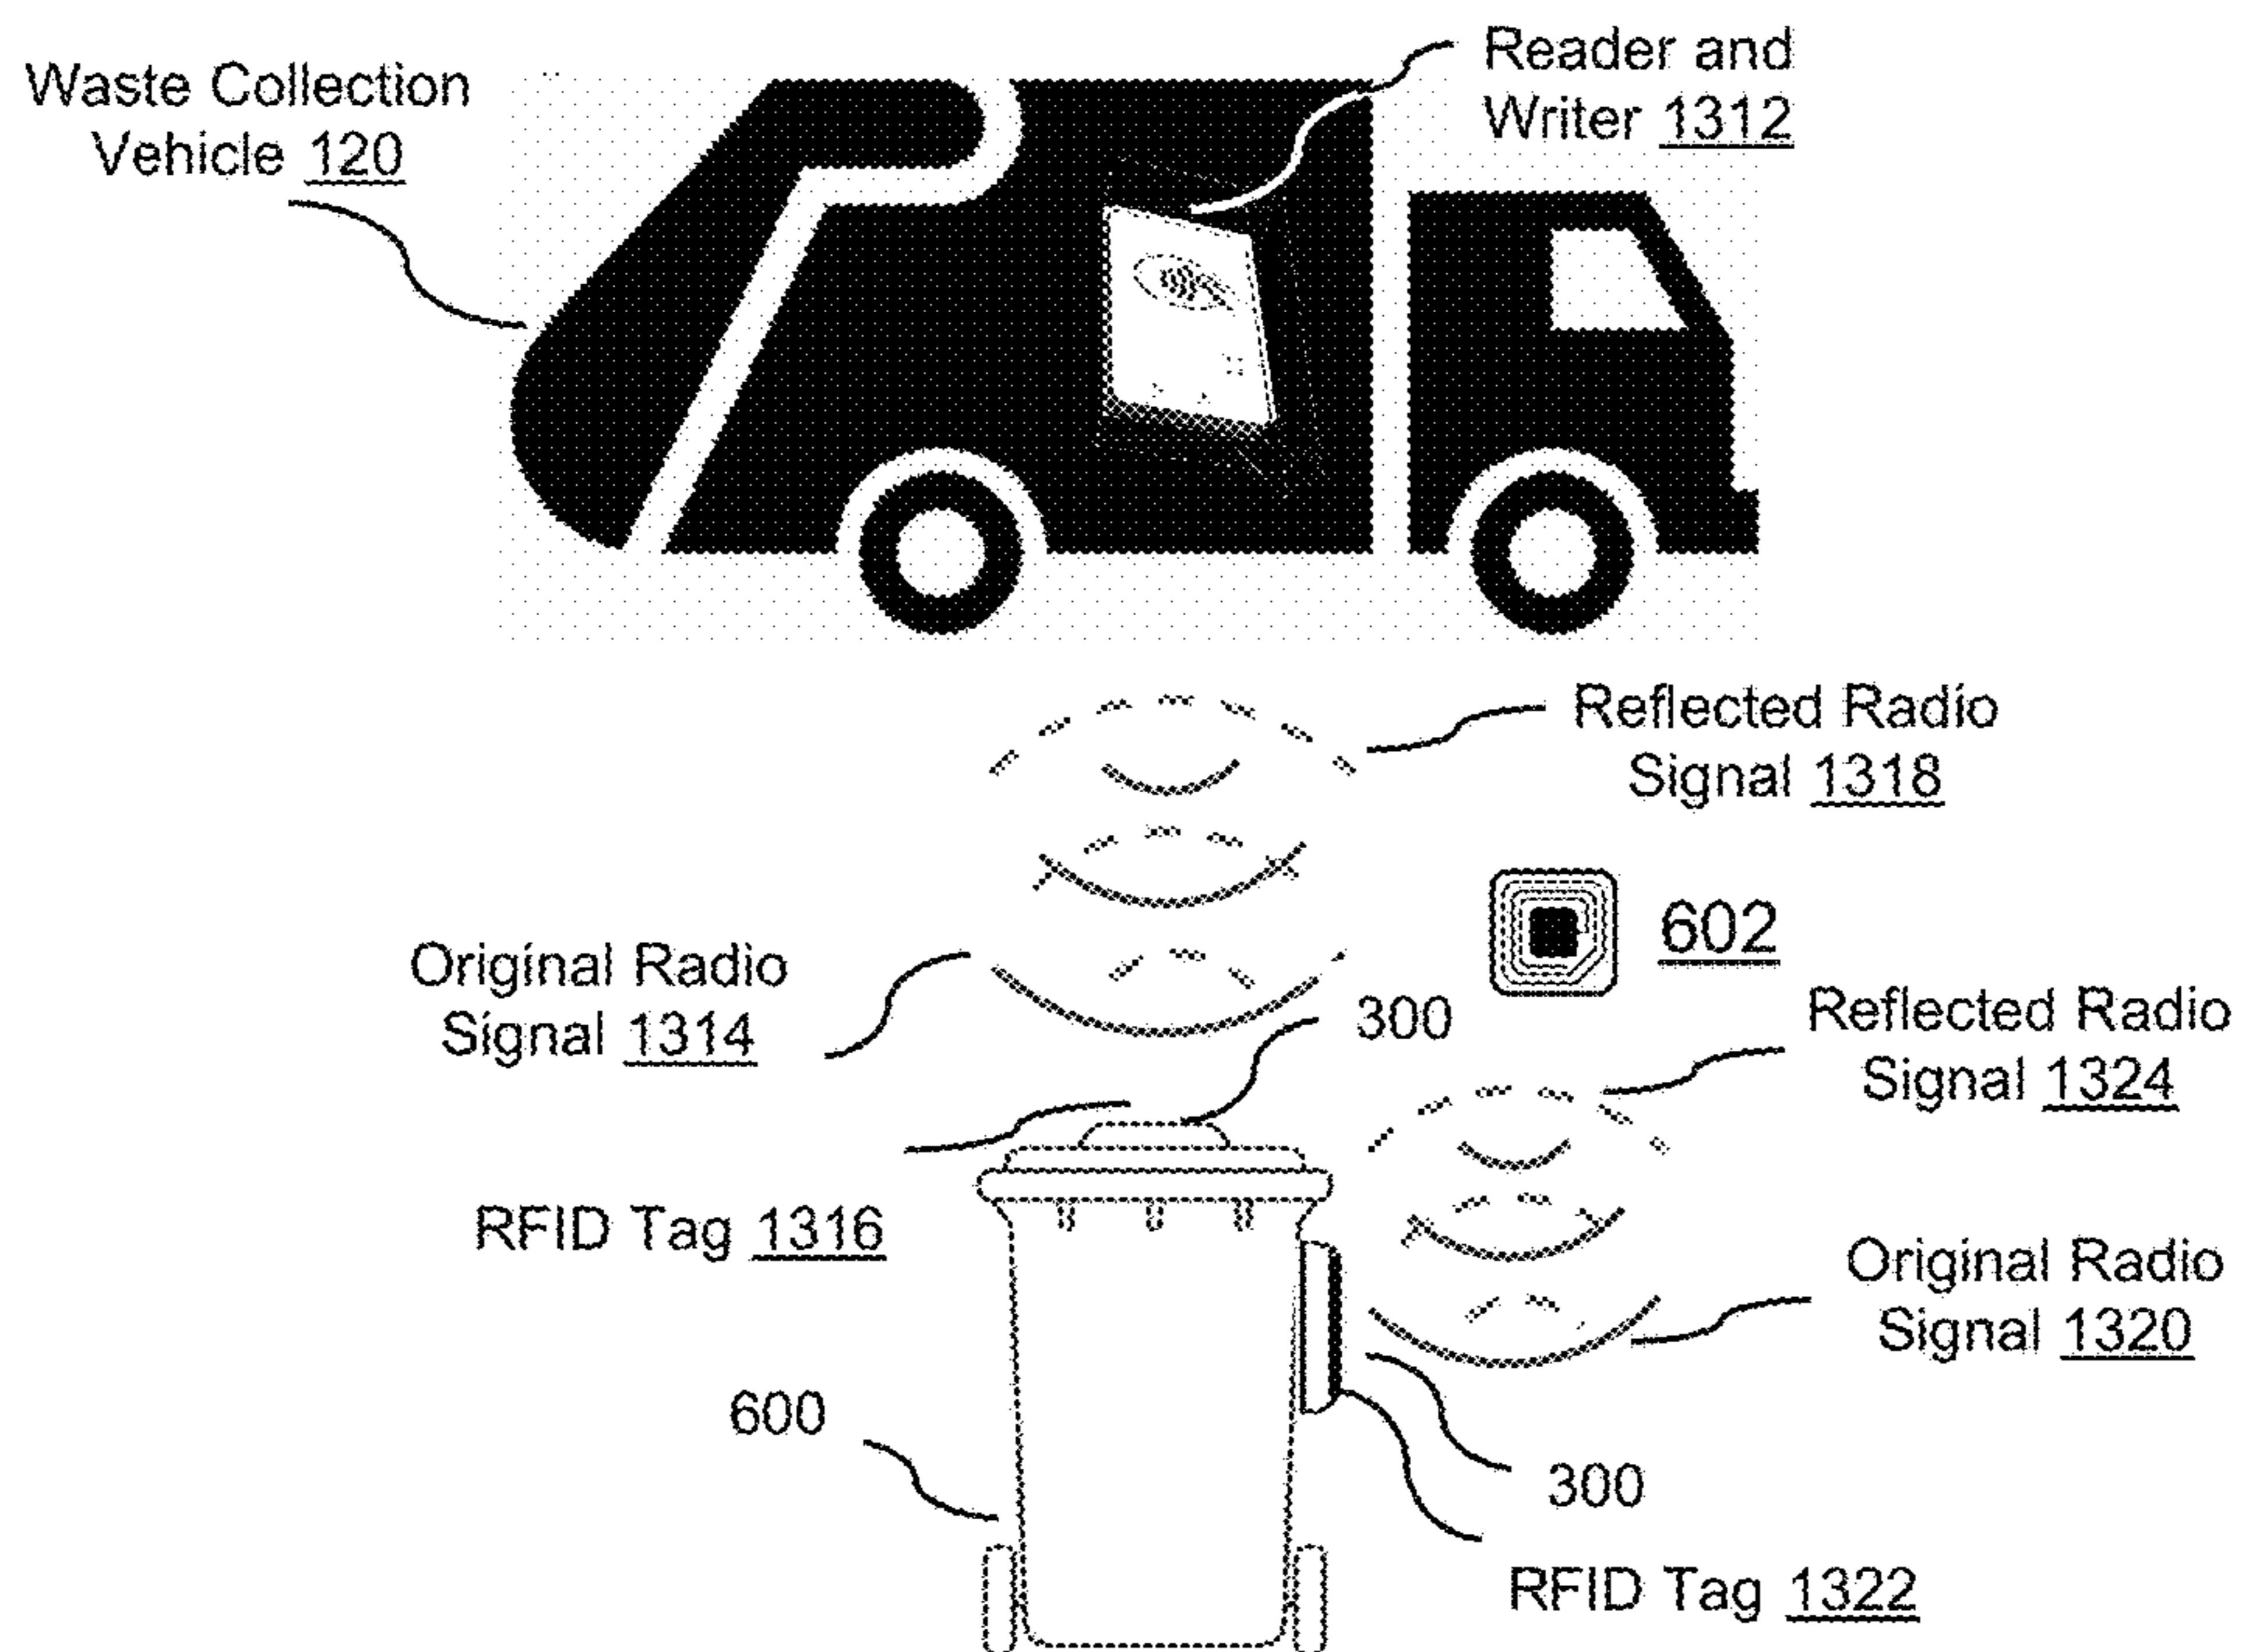 Waste Collection
Vehicle 120
Reader and
Writer 1312
Reflected Radio
Signal 1318
602
Original Radio
Signal 1314
300
Reflected Radio
Signal 1324
RFID Tag 1316
Original Radio
Signal 1320
600
300
RFID Tag 1322